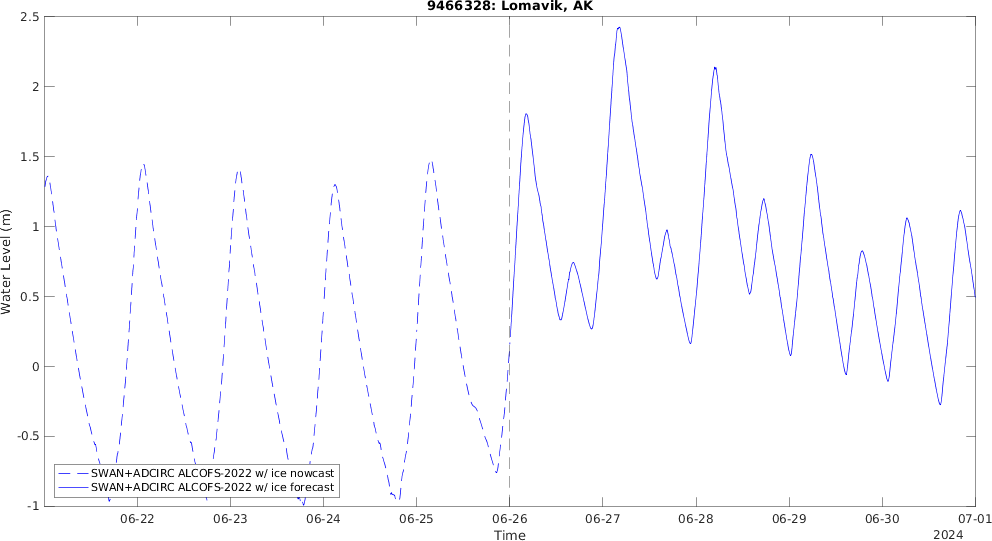 9466328: Lomavik, AK
2.5
2
1.5
1
0.5
0
-0.5
-1
Water Level (m)
SWAN+ADCIRC ALCOFS-2022 w/ ice nowcast
SWAN+ADCIRC ALCOFS-2022 w/ ice forecast
06-22 06-23 06-24 06-25 06-26 06-27 06-28 06-29 06-30 07-01
Time
2024